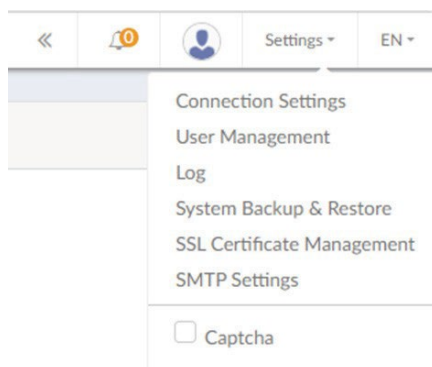 « 0 Settings EN
Connection Settings
User Management
Log
System Backup & Restore
SSL Certificate Management
SMTP Settings
Captcha